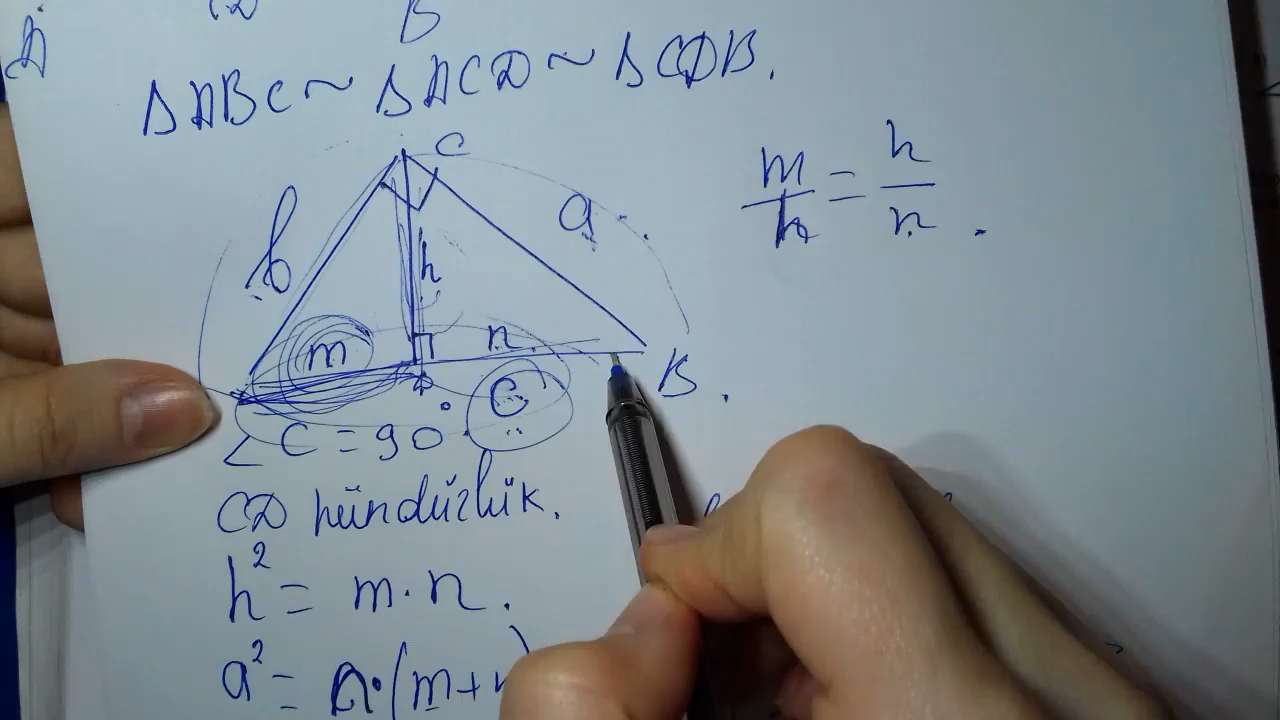 ΔABC ~ ΔACD ~ ΔCDB.
C
m/h = h/n.
b
a
h
m
n
D
B.
c
∠C = 90°
CD hündürlük.
h² = m·n.
a² = n·(m+n)